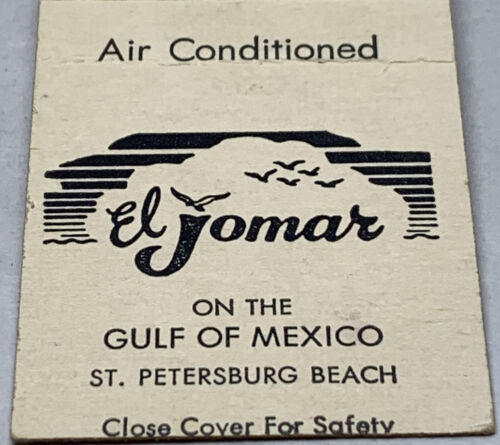 Air Conditioned
El Jomar
ON THE
GULF OF MEXICO
ST. PETERSBURG BEACH
Close Cover For Safety